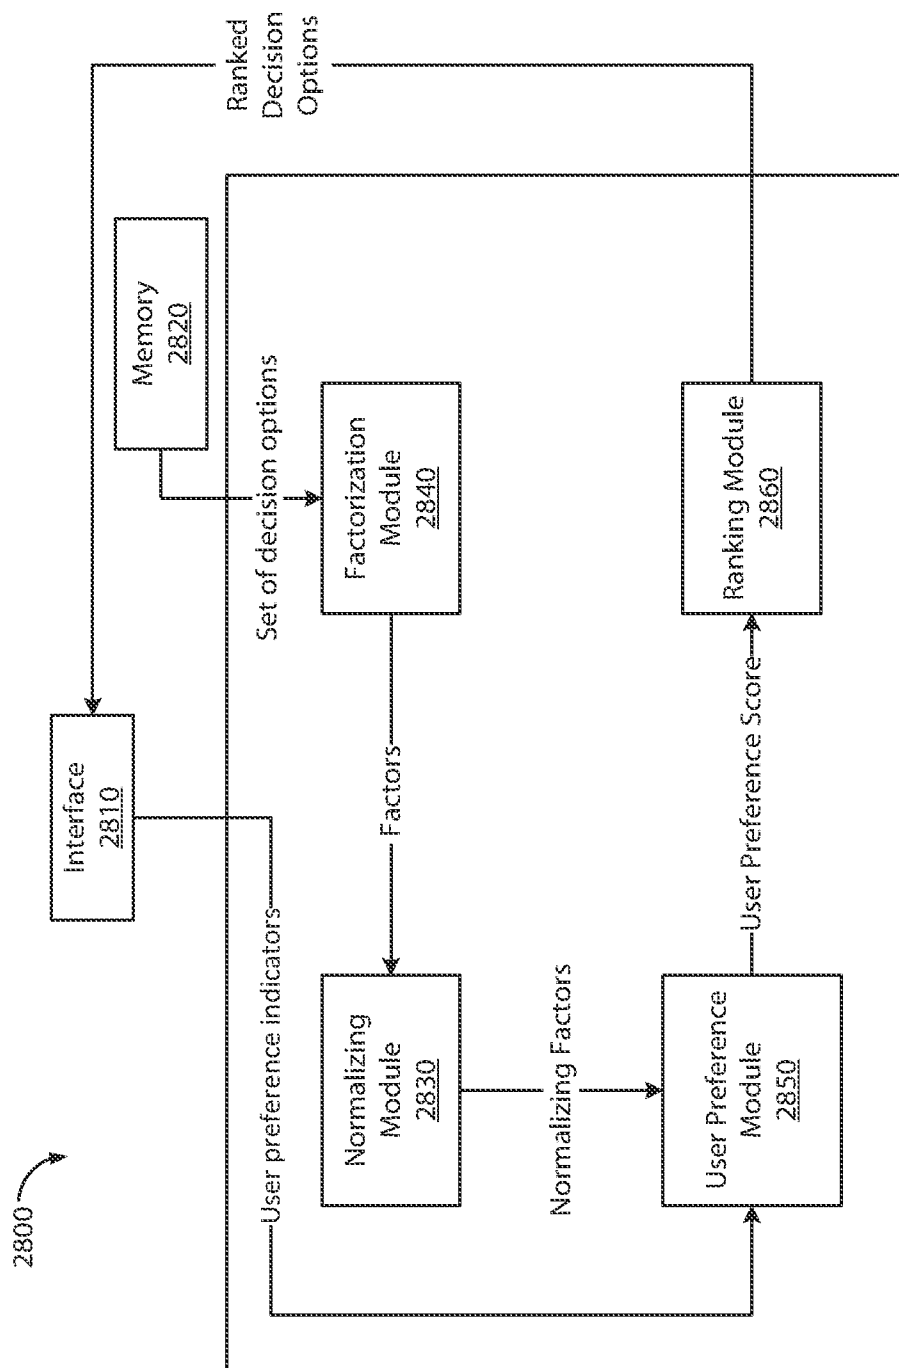 2800
Interface
2810
Ranked
Decision
Options
Memory
2820
User preference indicators
Set of decision options
Normalizing
Module
2830
Factors
Factorization
Module
2840
Normalizing Factors
User Preference
Module
2850
User Preference Score
Ranking Module
2860